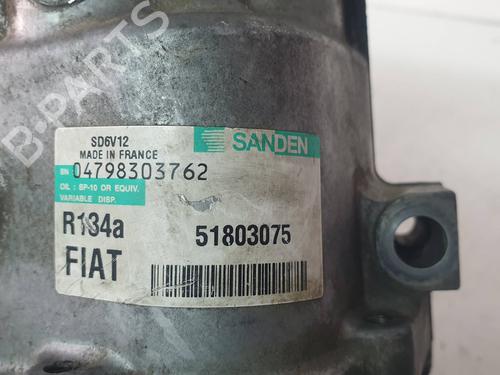 B-PARTS
SD6V12
MADE IN FRANCE
SANDEN
SN 04798303762
OIL : SP-10 OR EQUIV.
VARIABLE DISP.
R134a
51803075
FIAT